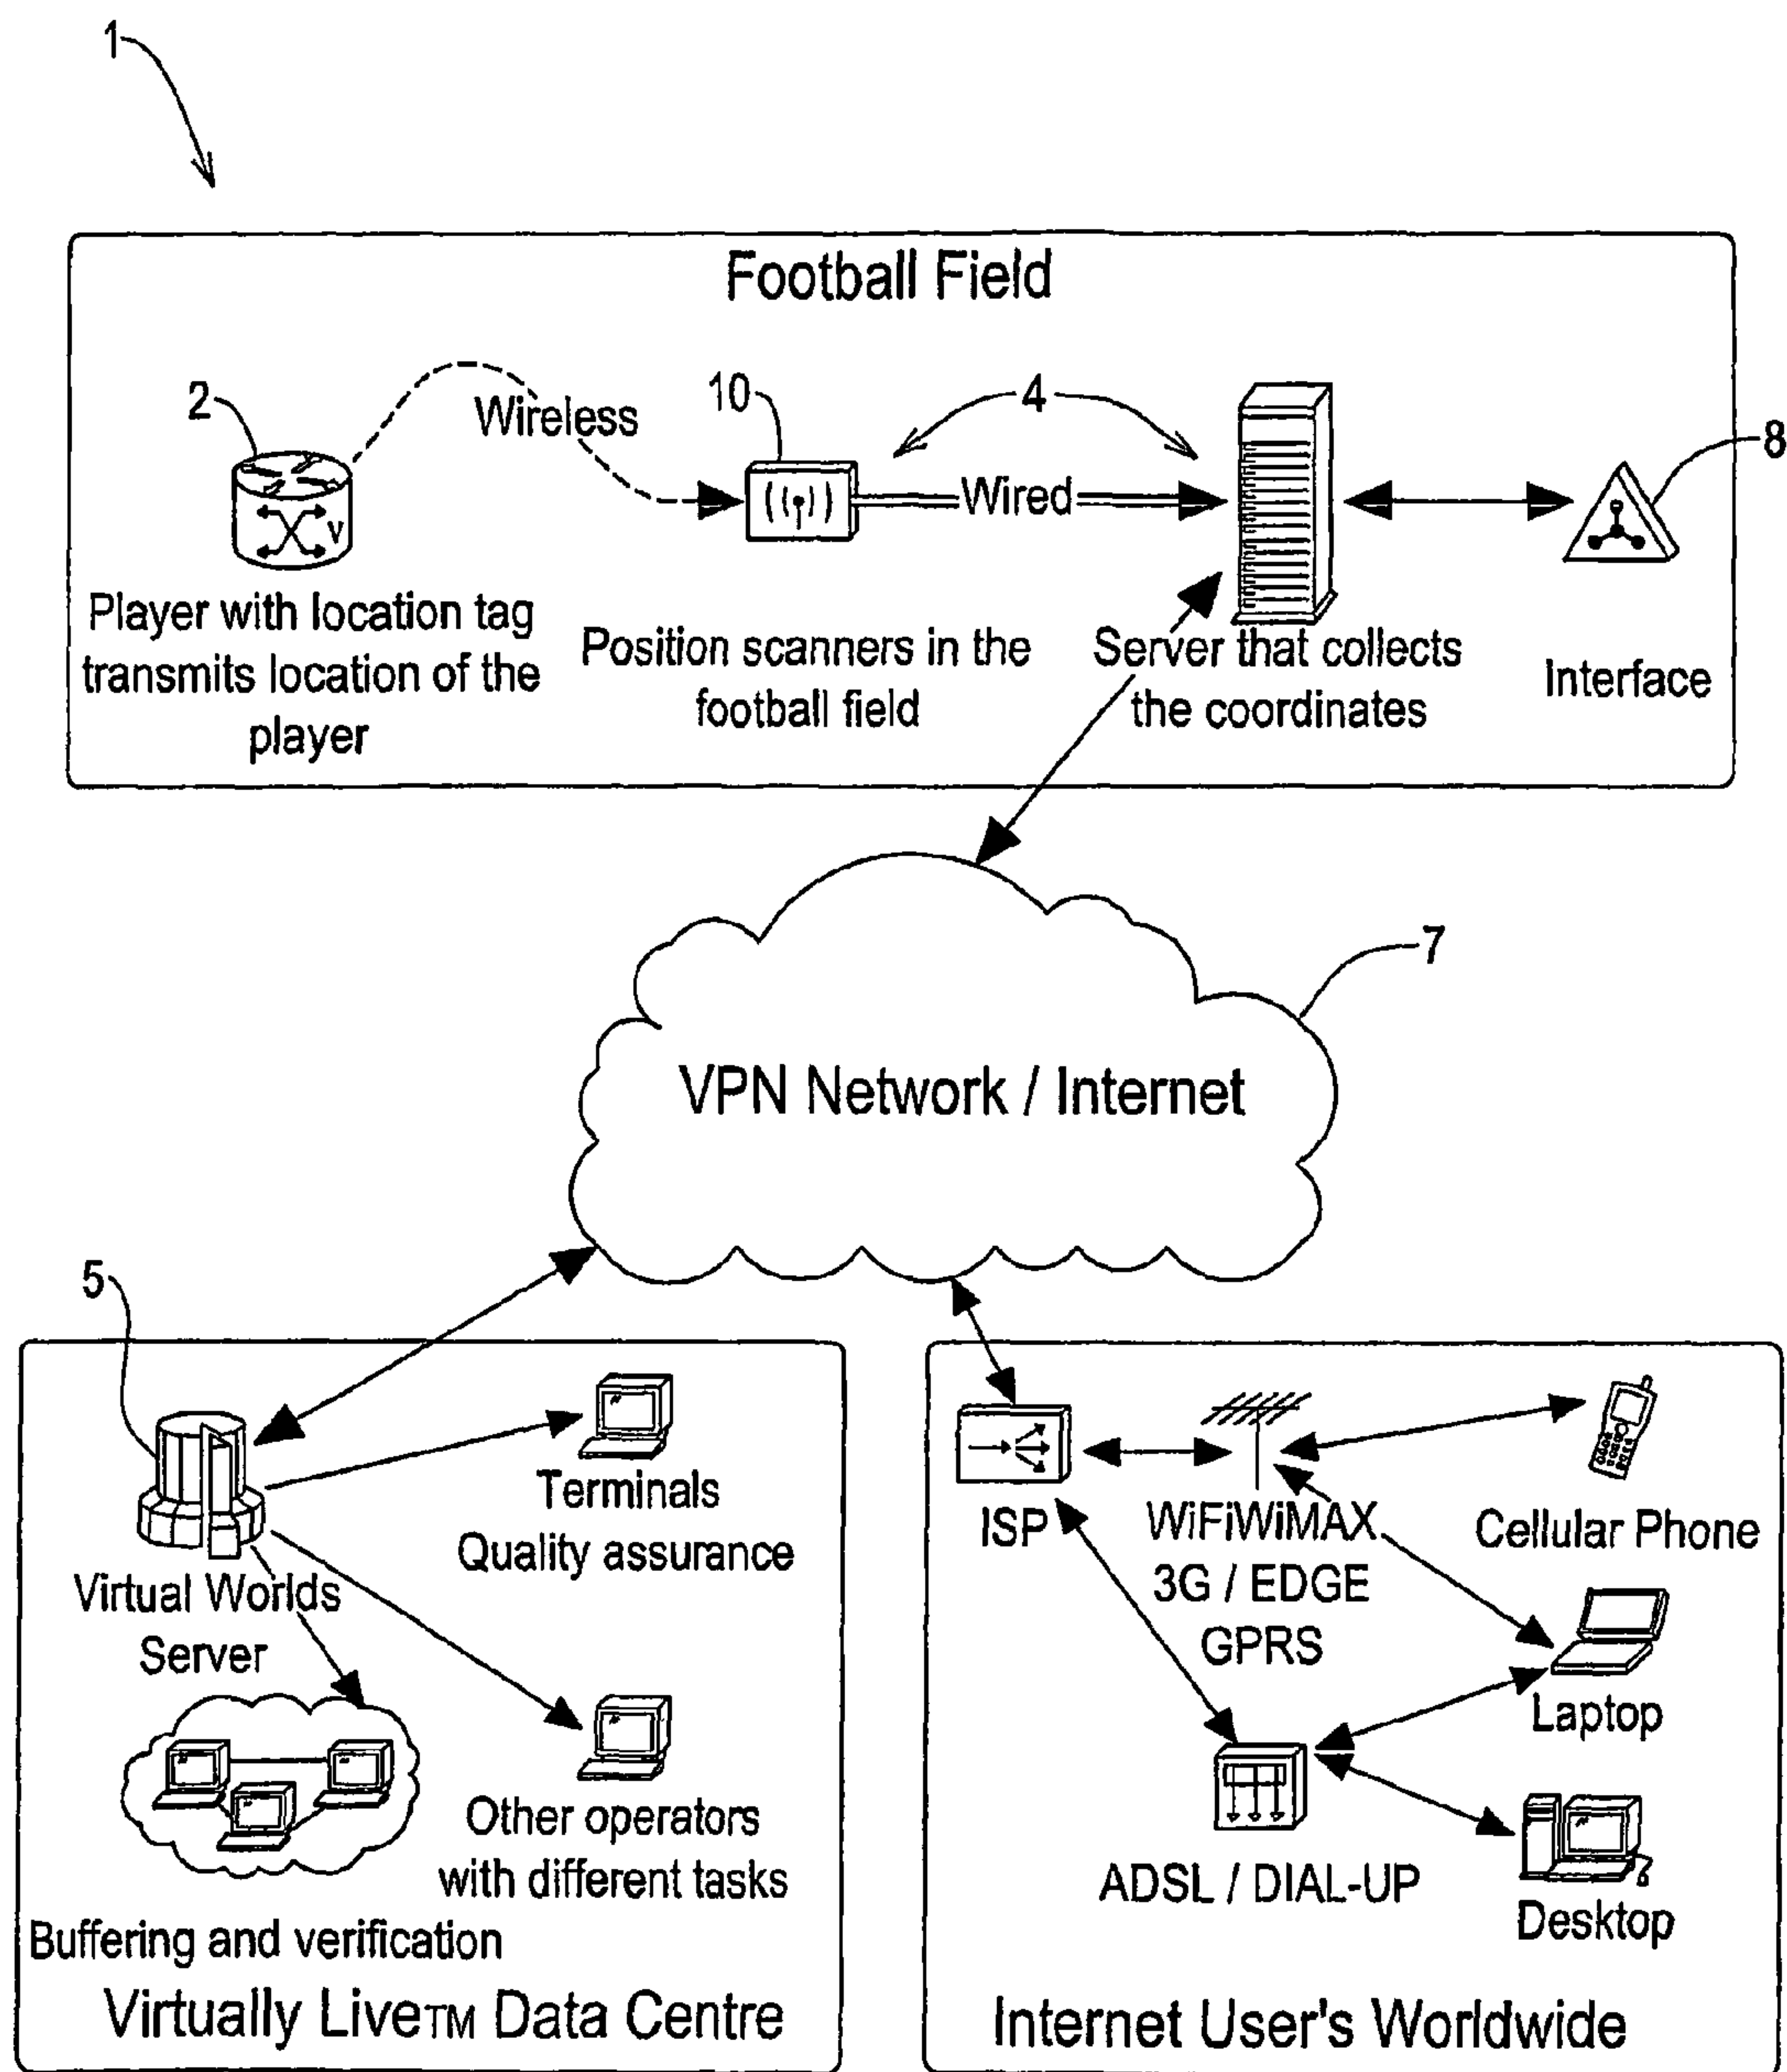 1
Football Field
2
Wireless
10
4
Wired
8
v
Player with location tag
transmits location of the
player
Position scanners in the
football field
Server that collects
the coordinates
Interface
7
VPN Network / Internet
5
Terminals
Quality assurance
Virtual Worlds
Server
Other operators
with different tasks
Buffering and verification
Virtually Live™ Data Centre
ISP
WiFiWiMAX
3G / EDGE
GPRS
Cellular Phone
Laptop
ADSL / DIAL-UP
Desktop
Internet User's Worldwide